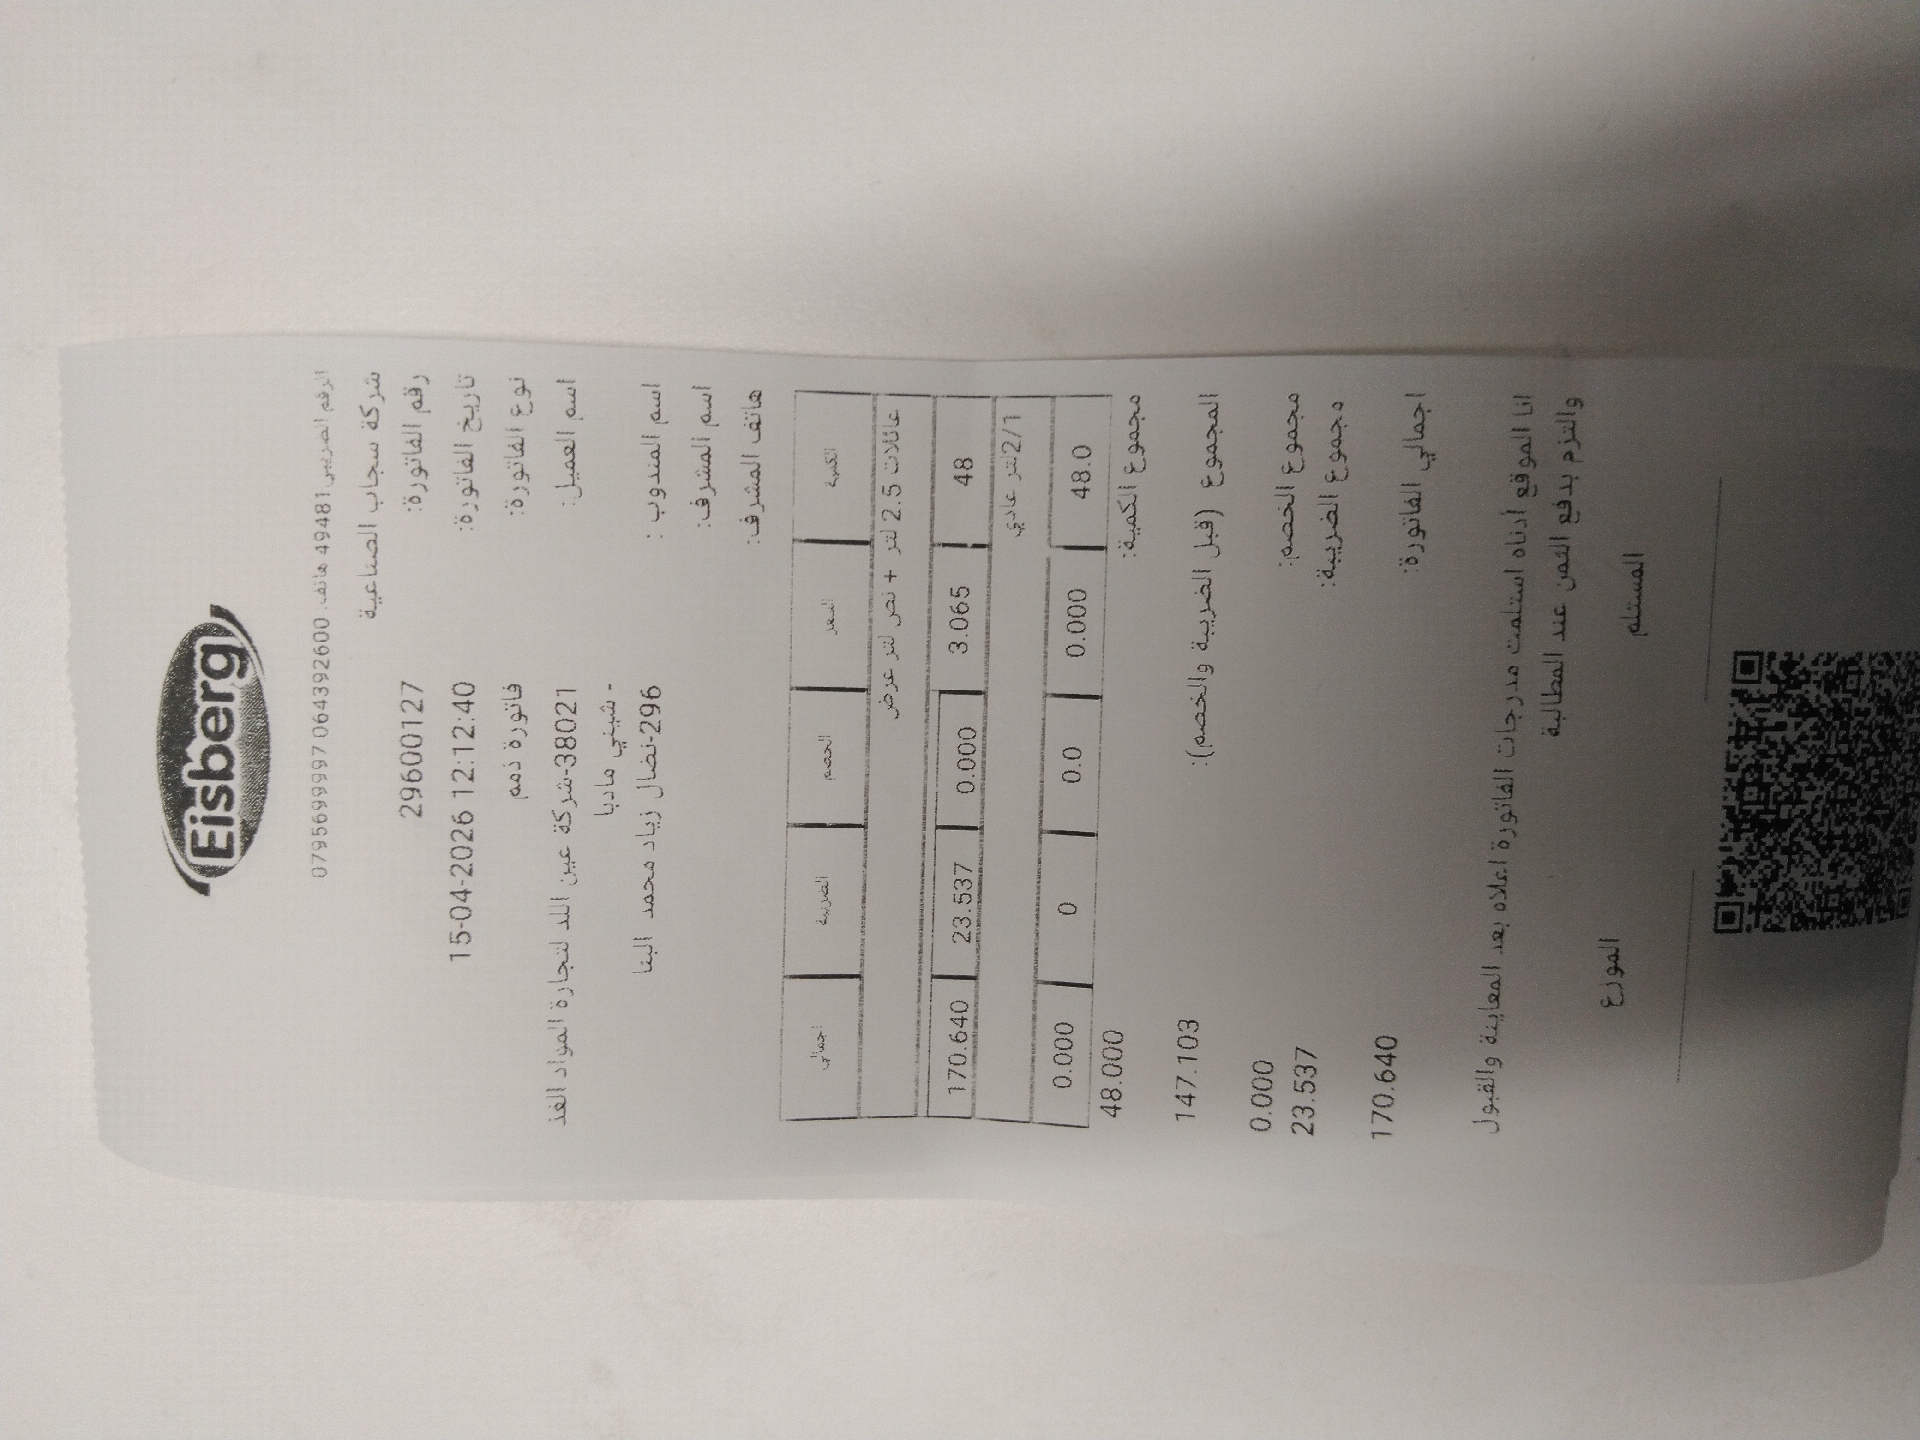 Eisberg
الرقم الضريبي 49481 هاتف. 064392600 0795699997
شركة سجاب الصناعية
رقم الفاتورة: 29600127
تاريخ الفاتورة: 15-04-2026 12:12:40
نوع الفاتورة: فاتورة ذمم
اسم العميل: 38021-شركة عين اللد لتجارة المواد الغذ
- شيني مادبا
اسم المندوب : 296-نضال زياد محمد البنا
اسم المشرف:
هاتف المشرف:
الكمية السعر الخصم الضريبة اجمالي
عائلات 2.5 لتر + نص لتر عرض
48 3.065 0.000 23.537 170.640
2/1لتر عادي
48.0 0.000 0.0 0 0.000
مجموع الكمية: 48.000
المجموع (قبل الضريبة والخصم): 147.103
مجموع الخصم: 0.000
مجموع الضريبة: 23.537
اجمالي الفاتورة: 170.640
انا الموقع أدناه استلمت مدرجات الفاتورة اعلاه بعد المعاينة والقبول
والتزم بدفع الثمن عند المطالبة
المستلم الموزع